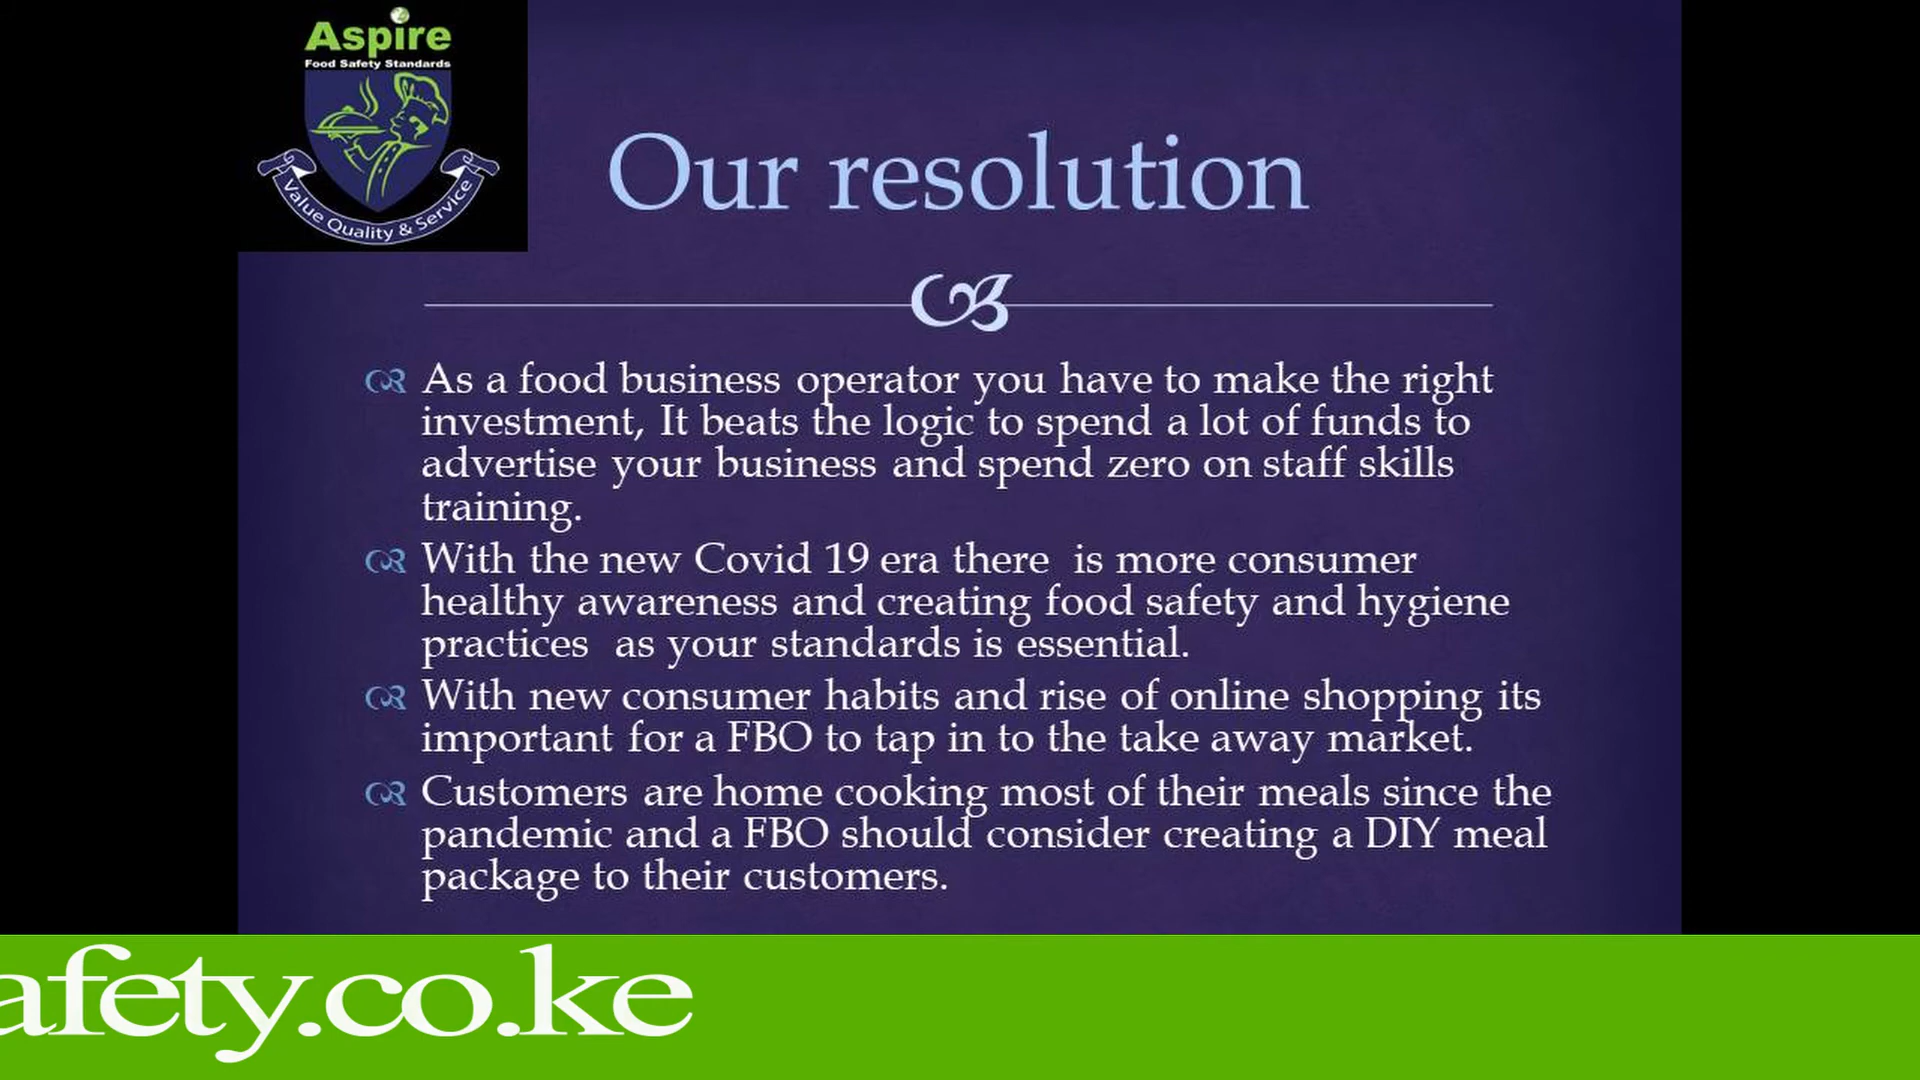 Aspire
Food Safety Standards
Value Quality & Service
Our resolution
As a food business operator you have to make the right
investment, It beats the logic to spend a lot of funds to
advertise your business and spend zero on staff skills
training.
With the new Covid 19 era there  is more consumer
healthy awareness and creating food safety and hygiene
practices  as your standards is essential.
With new consumer habits and rise of online shopping its
important for a FBO to tap in to the take away market.
Customers are home cooking most of their meals since the
pandemic and a FBO should consider creating a DIY meal
package to their customers.
afety.co.ke